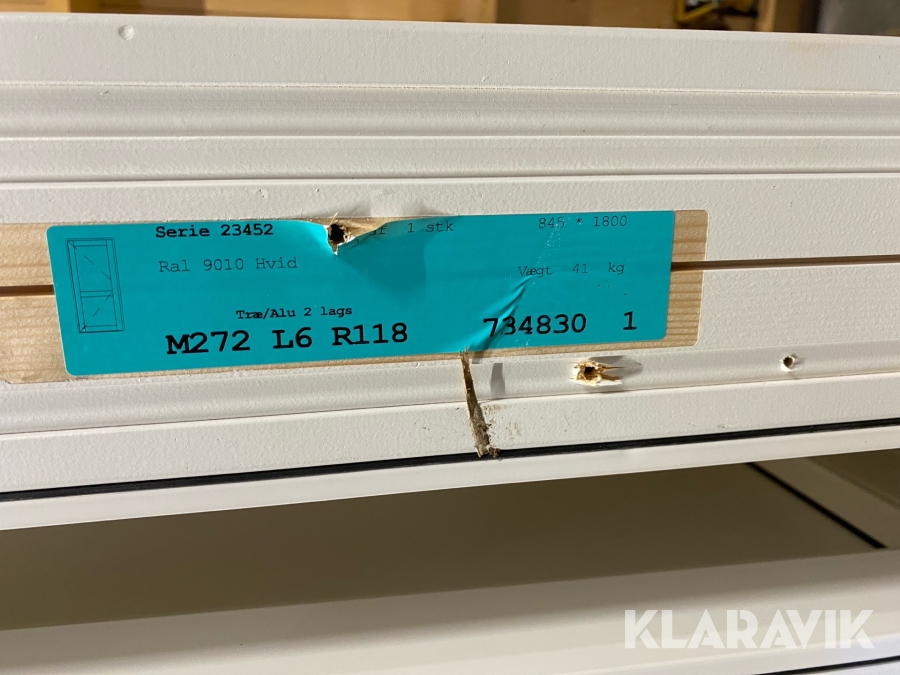 Serie 23452 af 1 stk 845 * 1800
Ral 9010 Hvid Vægt 41 kg
Træ/Alu 2 lags
M272 L6 R118 734830 1
KLARAVIK